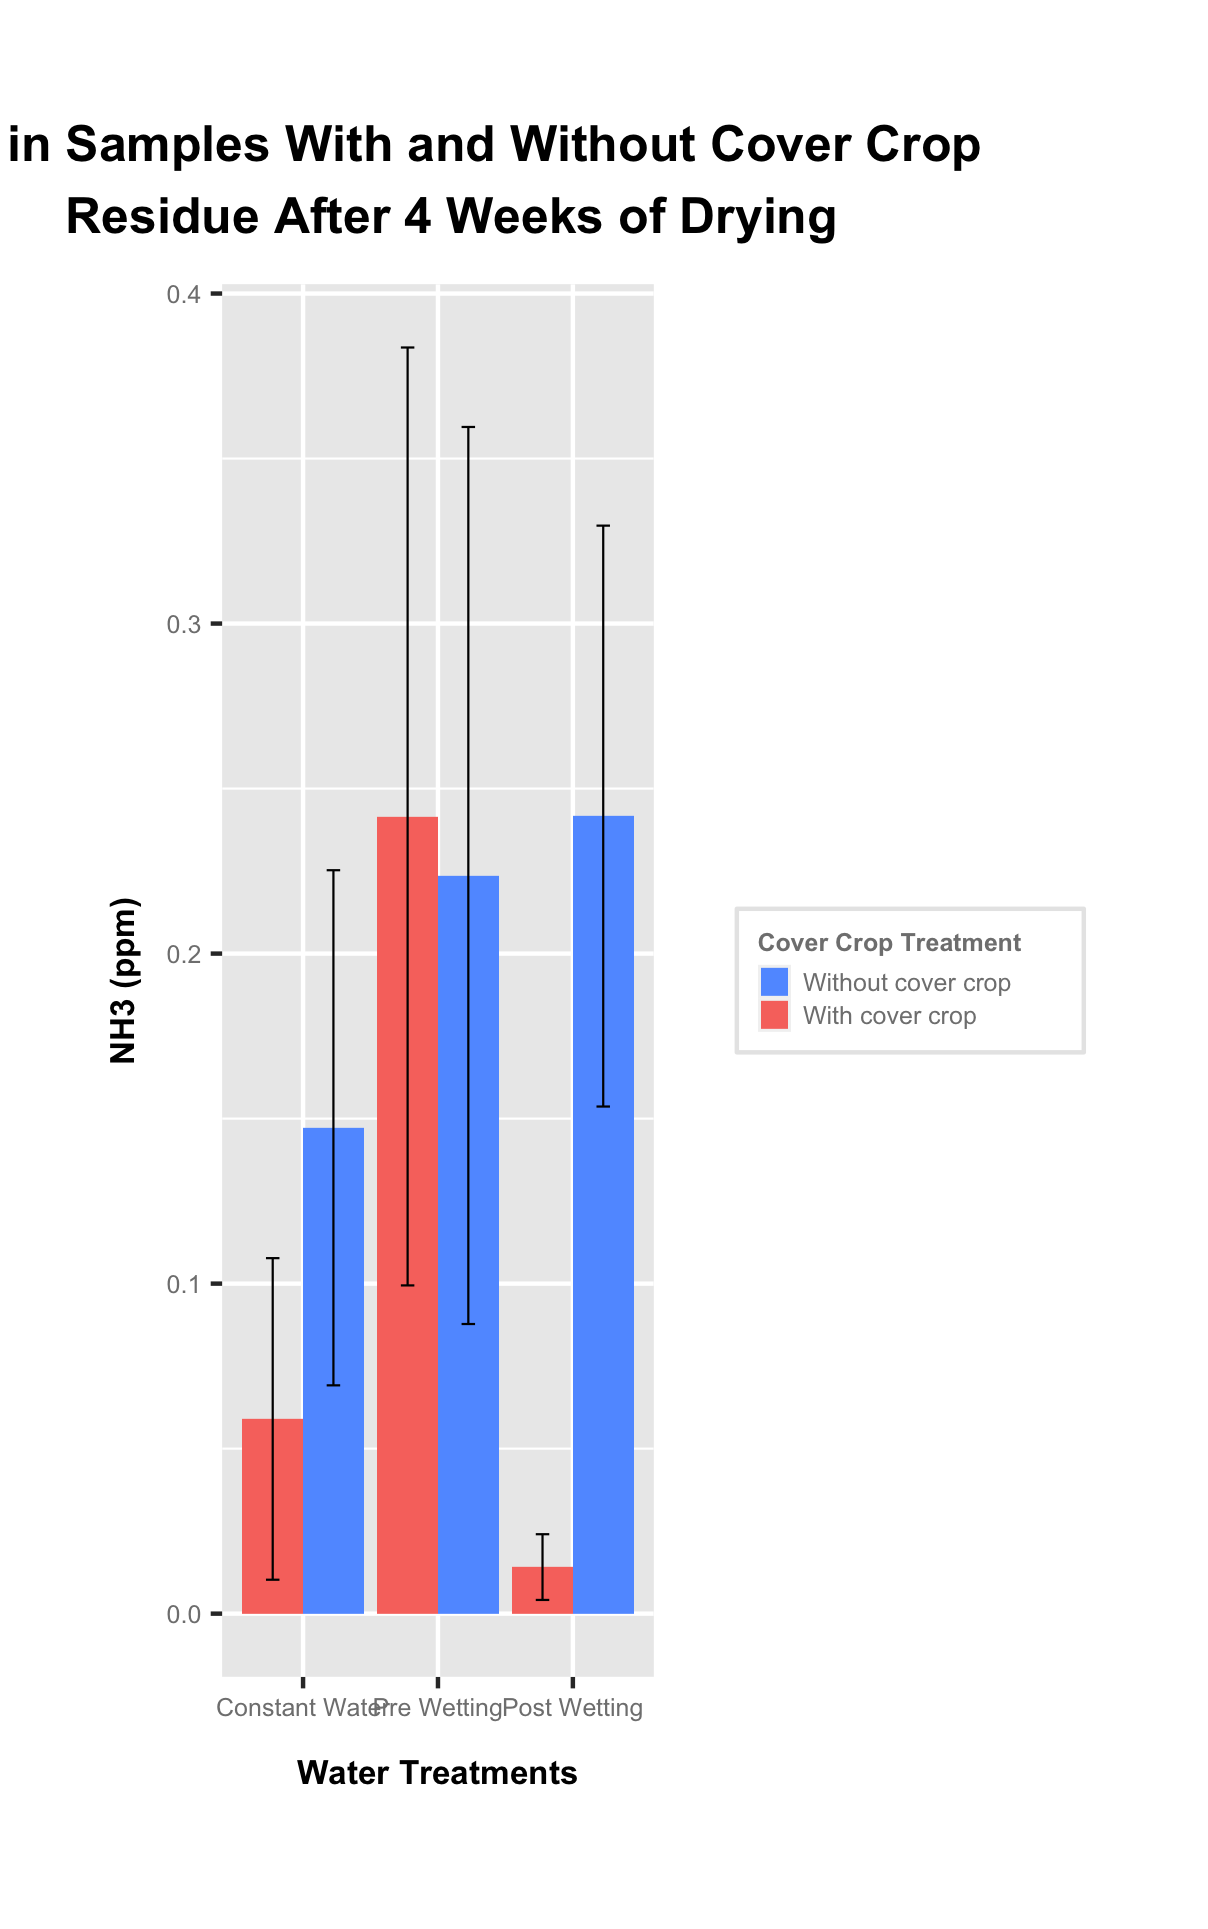 in Samples With and Without Cover Crop
Residue After 4 Weeks of Drying
0.4
0.3
0.2
0.1
0.0
NH3 (ppm)
Constant Water Pre Wetting Post Wetting
Water Treatments
Cover Crop Treatment
Without cover crop
With cover crop